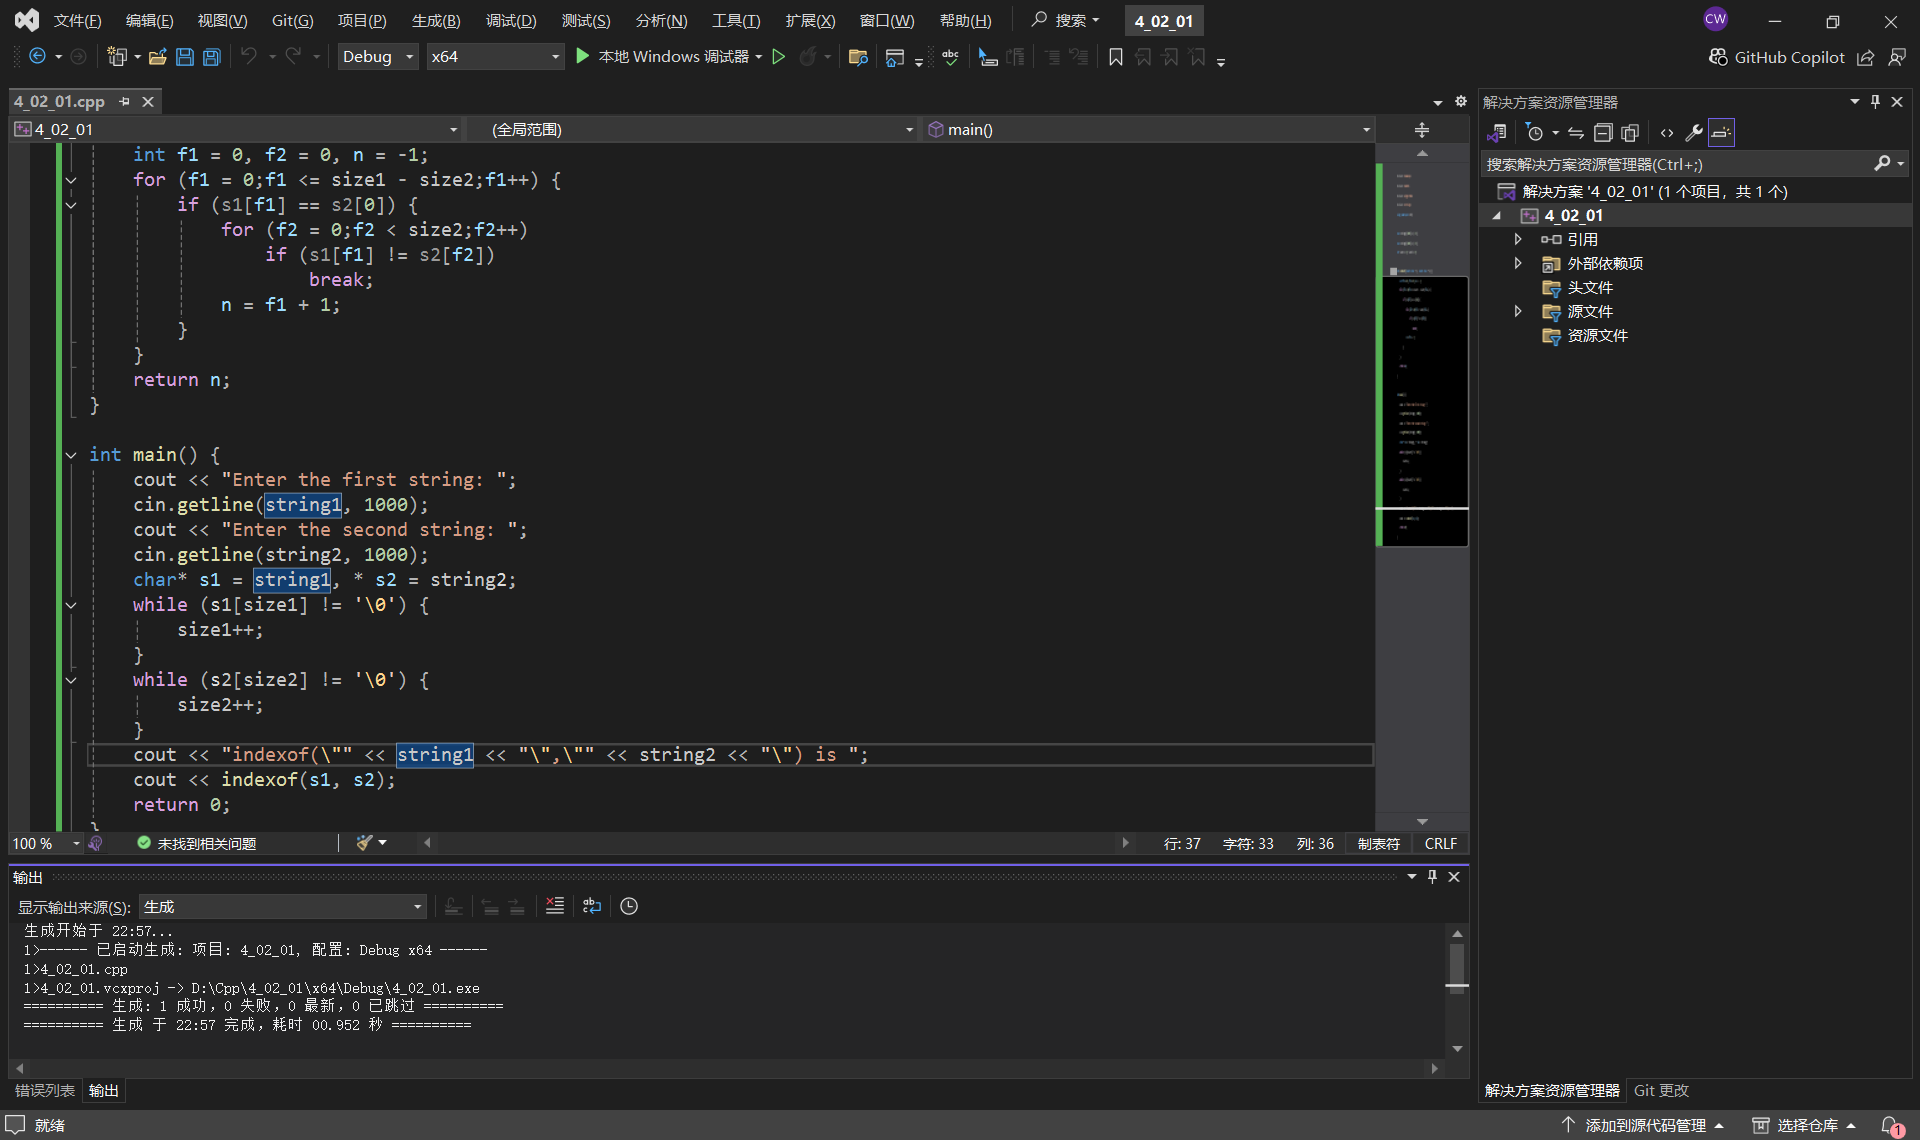 文件(F) 编辑(E) 视图(V) Git(G) 项目(P) 生成(B) 调试(D) 测试(S) 分析(N) 工具(T) 扩展(X) 窗口(W) 帮助(H) 搜索 4_02_01 CW
Debug x64 本地 Windows 调试器 abc GitHub Copilot
4_02_01.cpp
4_02_01 (全局范围) main()
int f1 = 0, f2 = 0, n = -1;
for (f1 = 0;f1 <= size1 - size2;f1++) {
if (s1[f1] == s2[0]) {
for (f2 = 0;f2 < size2;f2++)
if (s1[f1] != s2[f2])
break;
n = f1 + 1;
}
}
return n;
}
int main() {
cout << "Enter the first string: ";
cin.getline(string1, 1000);
cout << "Enter the second string: ";
cin.getline(string2, 1000);
char* s1 = string1, * s2 = string2;
while (s1[size1] != '\0') {
size1++;
}
while (s2[size2] != '\0') {
size2++;
}
cout << "indexof(\"" << string1 << "\",\"" << string2 << "\") is ";
cout << indexof(s1, s2);
return 0;
}
100 % 未找到相关问题 行: 37 字符: 33 列: 36 制表符 CRLF
输出
显示输出来源(S): 生成
生成开始于 22:57...
1>------ 已启动生成: 项目: 4_02_01, 配置: Debug x64 ------
1>4_02_01.cpp
1>4_02_01.vcxproj -> D:\Cpp\4_02_01\x64\Debug\4_02_01.exe
========== 生成: 1 成功，0 失败，0 最新，0 已跳过 ==========
========== 生成 于 22:57 完成，耗时 00.952 秒 ==========
错误列表 输出
解决方案资源管理器
搜索解决方案资源管理器(Ctrl+;)
解决方案 '4_02_01' (1 个项目，共 1 个)
4_02_01
引用
外部依赖项
头文件
源文件
资源文件
解决方案资源管理器 Git 更改
就绪 添加到源代码管理 选择仓库 1